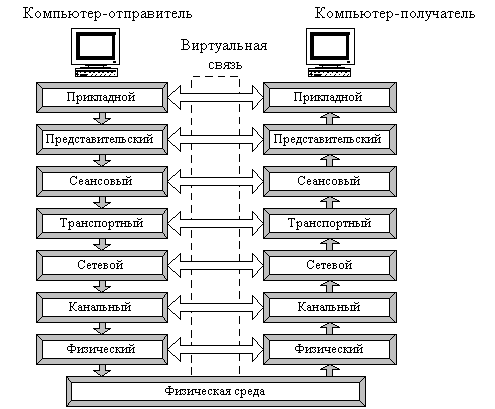 Компьютер-отправитель
Компьютер-получатель
Виртуальная
связь
Прикладной
Прикладной
Представительский
Представительский
Сеансовый
Сеансовый
Транспортный
Транспортный
Сетевой
Сетевой
Канальный
Канальный
Физический
Физический
Физическая среда